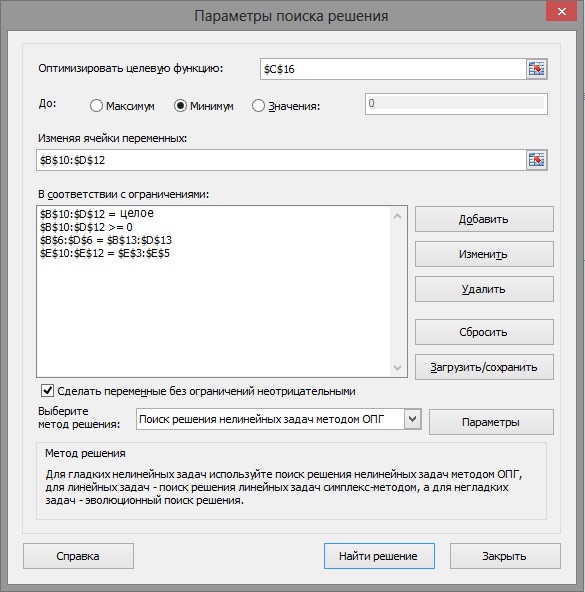 Параметры поиска решения
Оптимизировать целевую функцию: $C$16
До: Максимум Минимум Значения: 0
Изменяя ячейки переменных:
$B$10:$D$12
В соответствии с ограничениями:
$B$10:$D$12 = целое
$B$10:$D$12 >= 0
$B$6:$D$6 = $B$13:$D$13
$E$10:$E$12 = $E$3:$E$5
Добавить
Изменить
Удалить
Сбросить
Загрузить/сохранить
Сделать переменные без ограничений неотрицательными
Выберите
метод решения: Поиск решения нелинейных задач методом ОПГ Параметры
Метод решения
Для гладких нелинейных задач используйте поиск решения нелинейных задач методом ОПГ,
для линейных задач - поиск решения линейных задач симплекс-методом, а для негладких
задач - эволюционный поиск решения.
Справка Найти решение Закрыть